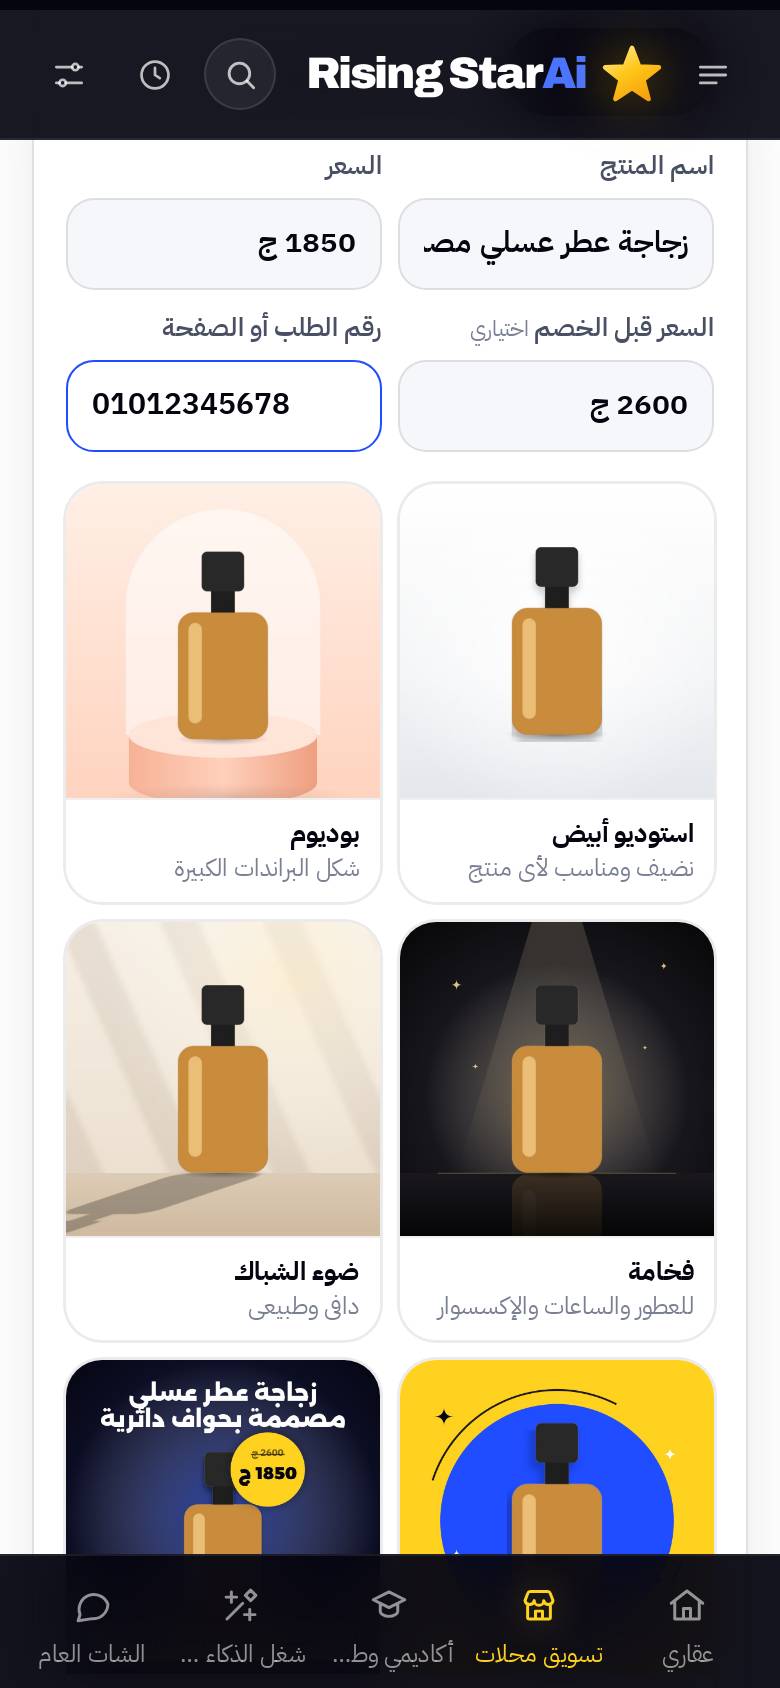 Rising StarAi
اسم المنتج
السعر
زجاجة عطر عسلي مصد
1850 ج
السعر قبل الخصم اختياري
رقم الطلب أو الصفحة
2600 ج
01012345678
استوديو أبيض
نضيف ومناسب لأى منتج
بوديوم
شكل البراندات الكبيرة
فخامة
للعطور والساعات والإكسسوار
ضوء الشباك
دافى وطبيعى
زجاجة عطر عسلي
مصممة بحواف دائرية
2600 ج
1850 ج
عقاري
تسويق محلات
أكاديمي وط...
شغل الذكاء ...
الشات العام